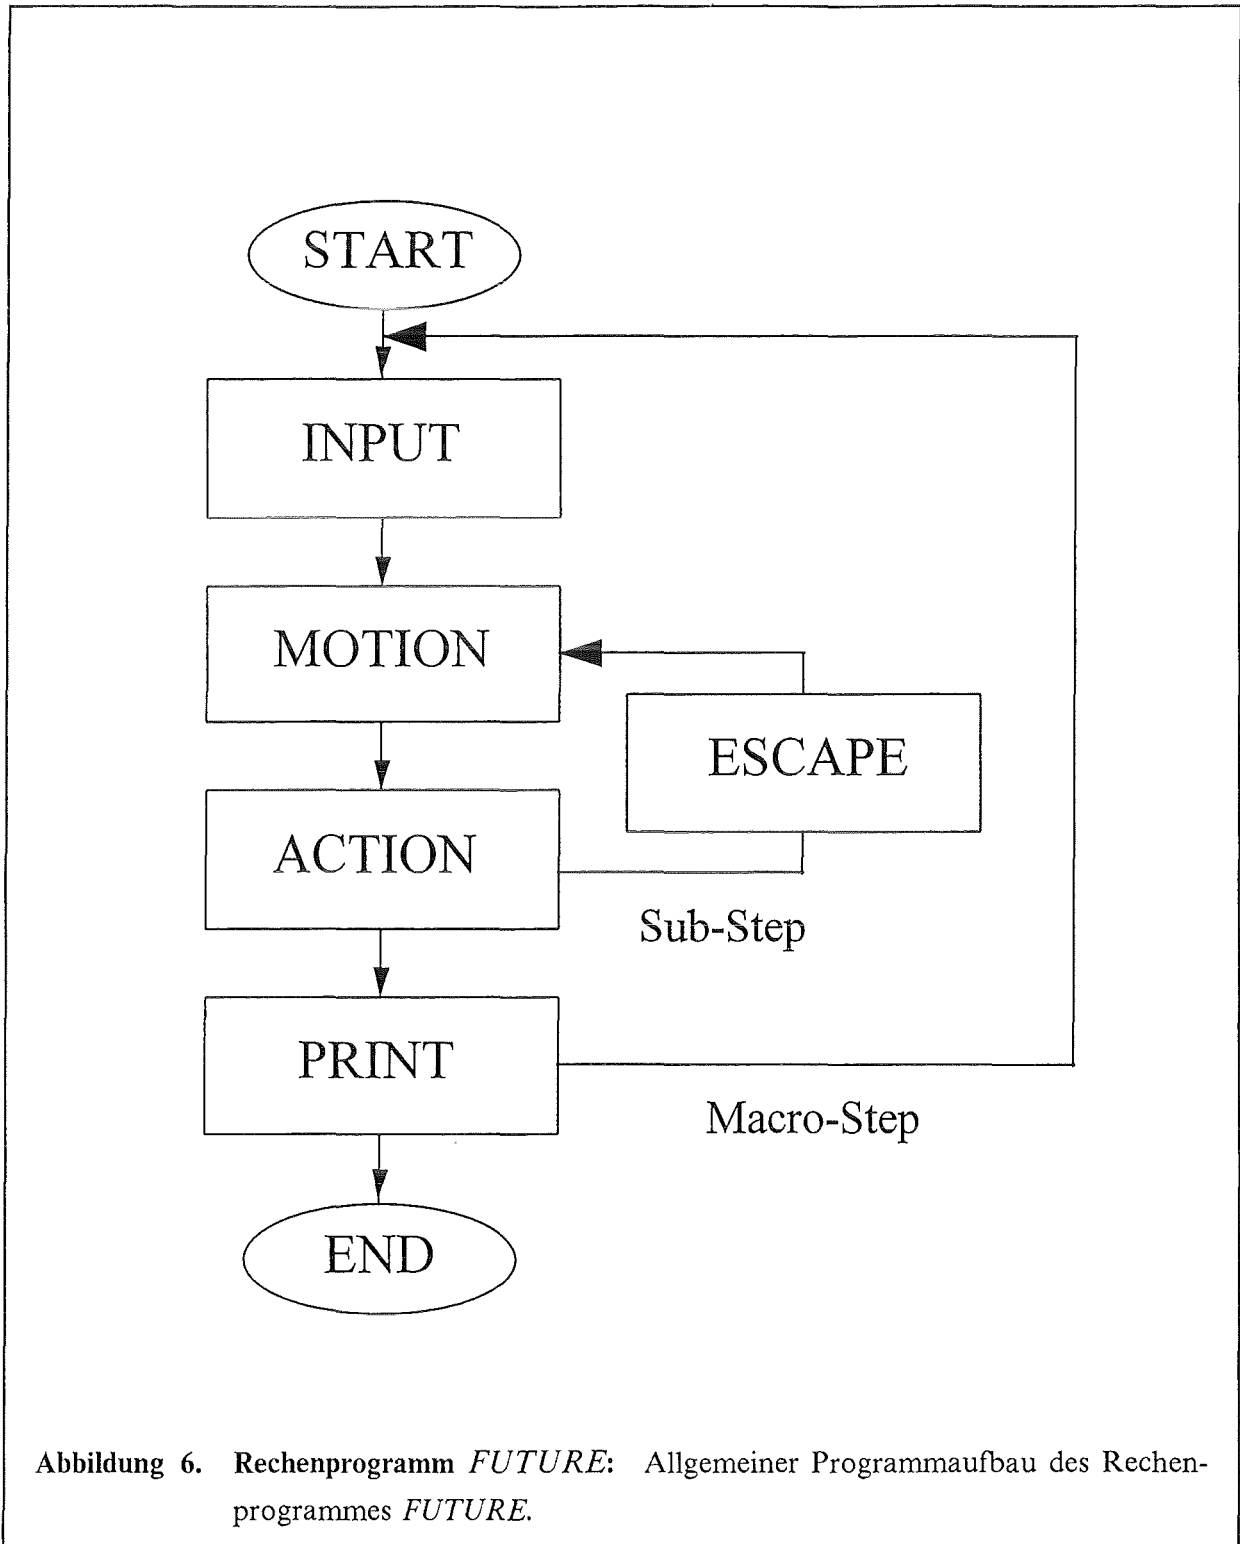 START
INPUT
MOTION
ESCAPE
ACTION
Sub-Step
PRINT
Macro-Step
END
Abbildung 6. Rechenprogramm FUTURE: Allgemeiner Programmaufbau des Rechen-
programmes FUTURE.